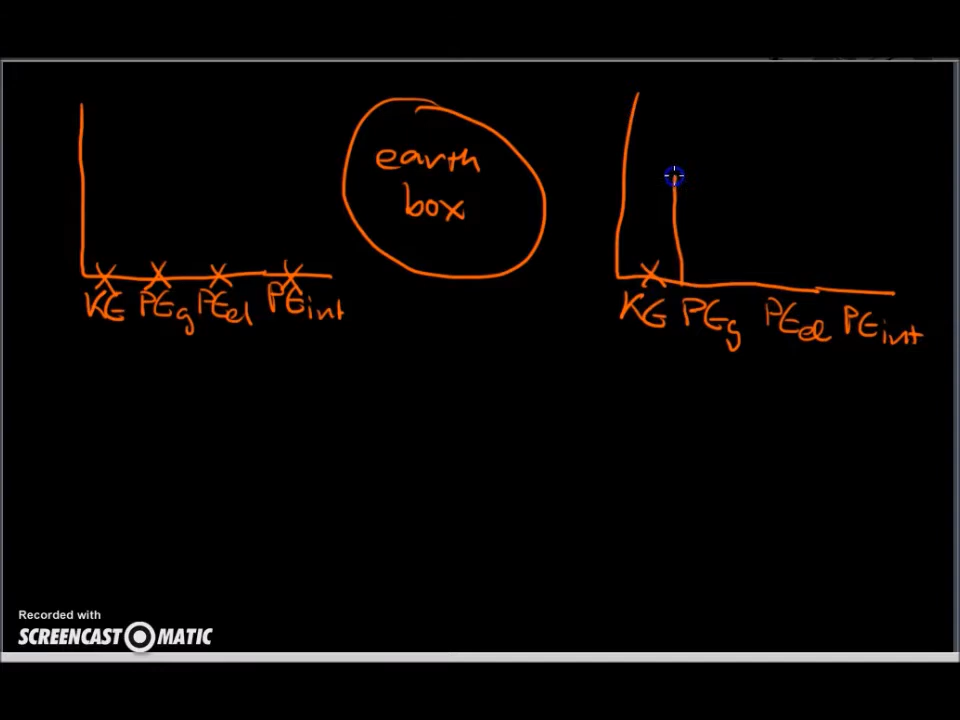 earth
box
X X X X
KE PEg PEel PEint
X
KE PEg PEel PEint
Recorded with
SCREENCAST MATIC